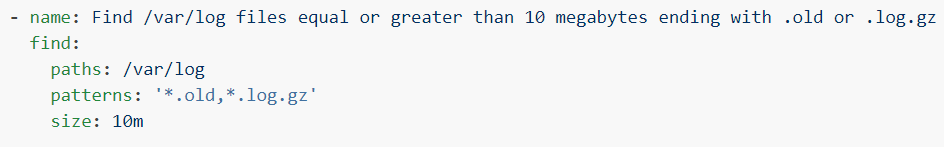 - name: Find /var/log files equal or greater than 10 megabytes ending with .old or .log.gz
  find:
    paths: /var/log
    patterns: '*.old,*.log.gz'
    size: 10m